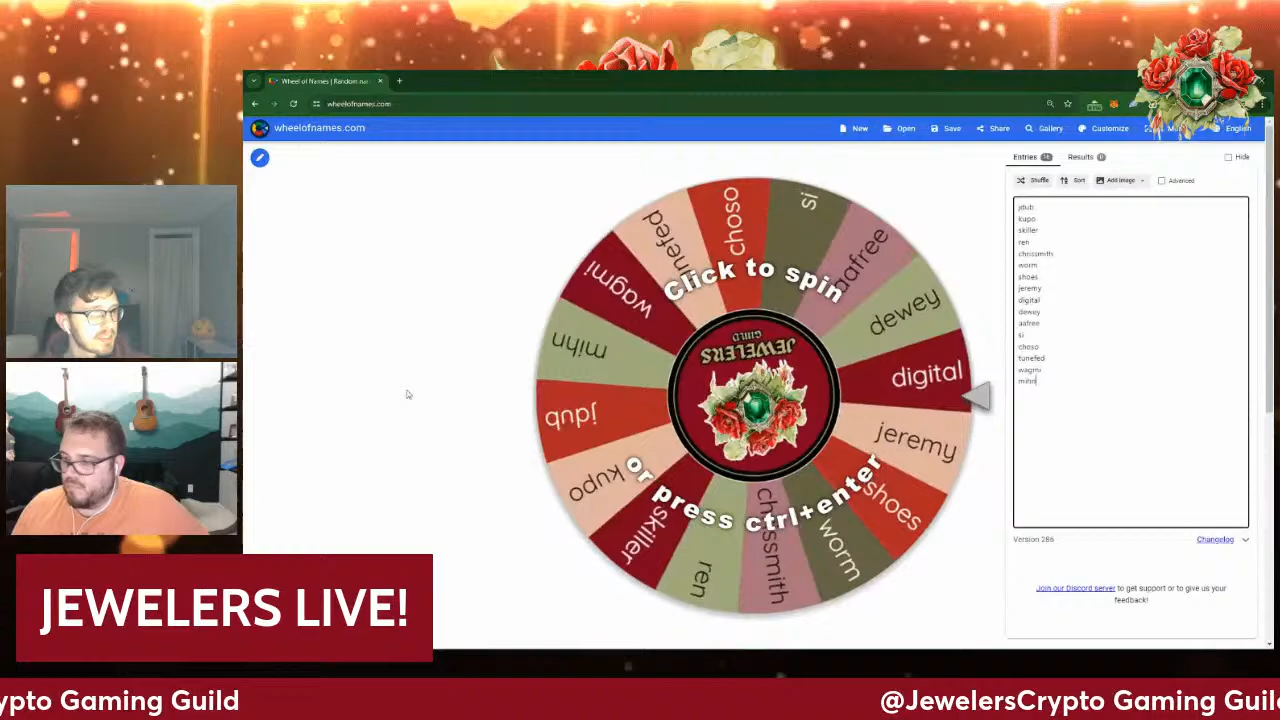 Wheel of Names | Random na
wheelofnames.com
wheelofnames.com
New
Open
Save
Share
Gallery
Customize
English
Entries 16
Results 0
Hide
Shuffle
Sort
Add image
Advanced
jdub
kupo
skiller
ren
chrissmith
worm
shoes
jeremy
digital
dewey
aafree
si
choso
tunefed
wagmi
mihn
choso
si
aafree
dewey
digital
jeremy
shoes
worm
chrissmith
ren
skiller
kupo
jdub
mihn
wagmi
nefed
Click to spin
or press ctrl+enter
JEWELERS
GUILD
Version 286
Changelog
Join our Discord server to get support or to give us your
feedback!
JEWELERS LIVE!
ypto Gaming Guild
@JewelersCrypto Gaming Guil